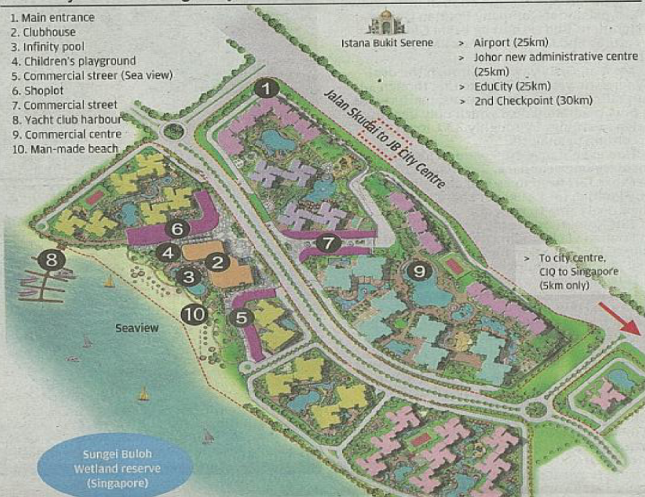 1. Main entrance
2. Clubhouse
3. Infinity pool
4. Children's playground
5. Commercial streer (Sea view)
6. Shoplot
7. Commercial street
8. Yacht club harbour
9. Commercial centre
10. Man-made beach
Istana Bukit Serene
> Airport (25km)
> Johor new administrative centre
(25km)
> EduCity (25km)
> 2nd Checkpoint (30km)
Jalan Skudai to JB City Centre
1
6
4
2
3
7
9
8
10
5
> To city centre,
CIQ to Singapore
(5km only)
Seaview
Sungei Buloh
Wetland reserve
(Singapore)